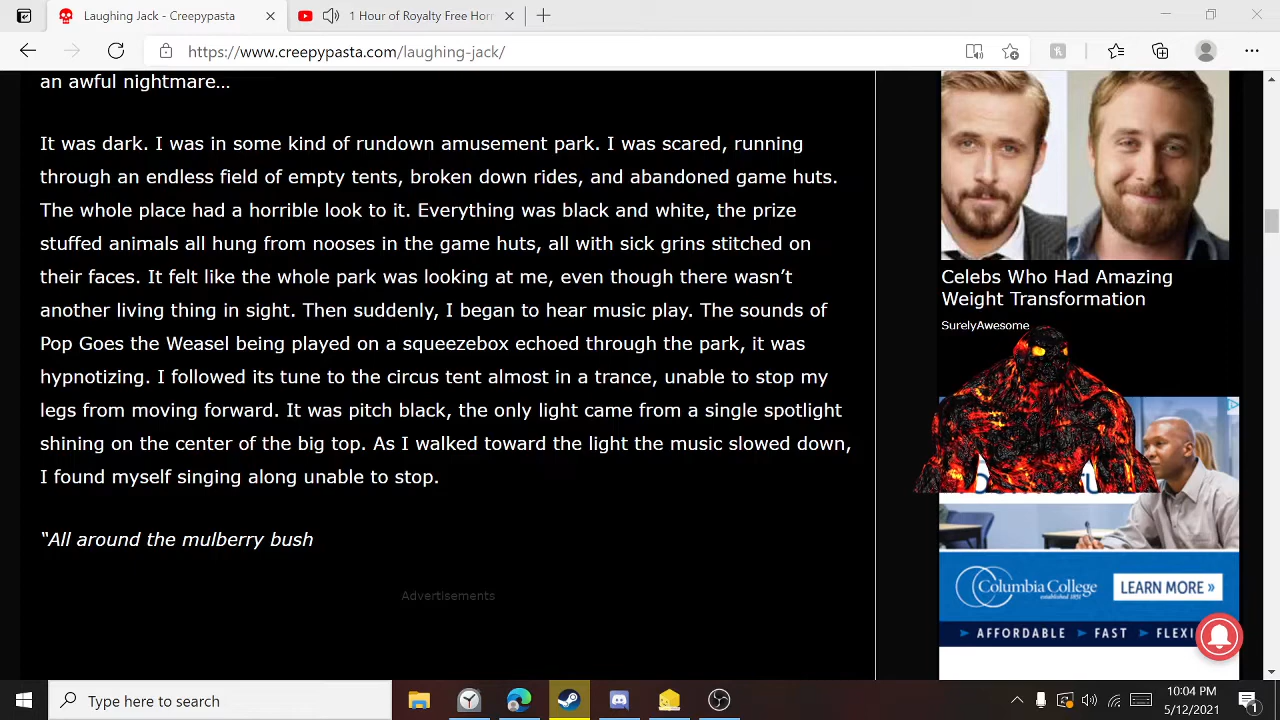 Laughing Jack - Creepypasta
1 Hour of Royalty Free Horr
https://www.creepypasta.com/laughing-jack/
an awful nightmare…
It was dark. I was in some kind of rundown amusement park. I was scared, running
through an endless field of empty tents, broken down rides, and abandoned game huts.
The whole place had a horrible look to it. Everything was black and white, the prize
stuffed animals all hung from nooses in the game huts, all with sick grins stitched on
their faces. It felt like the whole park was looking at me, even though there wasn’t
another living thing in sight. Then suddenly, I began to hear music play. The sounds of
Pop Goes the Weasel being played on a squeezebox echoed through the park, it was
hypnotizing. I followed its tune to the circus tent almost in a trance, unable to stop my
legs from moving forward. It was pitch black, the only light came from a single spotlight
shining on the center of the big top. As I walked toward the light the music slowed down,
I found myself singing along unable to stop.
“All around the mulberry bush
Advertisements
Celebs Who Had Amazing
Weight Transformation
SurelyAwesome
Columbia College
established 1851
LEARN MORE »
AFFORDABLE ➤ FAST ➤ FLEXI
Type here to search
10:04 PM
5/12/2021
1